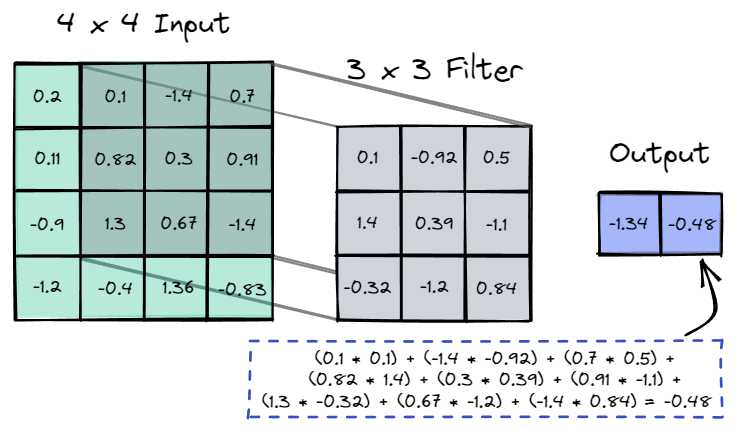 4 x 4 Input
3 x 3 Filter
0.2 0.1 -1.4 0.7
0.11 0.82 0.3 0.91
-0.9 1.3 0.67 -1.4
-1.2 -0.4 1.36 -0.83
0.1 -0.92 0.5
1.4 0.39 -1.1
-0.32 -1.2 0.84
Output
-1.34 -0.48
(0.1 * 0.1) + (-1.4 * -0.92) + (0.7 * 0.5) +
(0.82 * 1.4) + (0.3 * 0.39) + (0.91 * -1.1) +
(1.3 * -0.32) + (0.67 * -1.2) + (-1.4 * 0.84) = -0.48